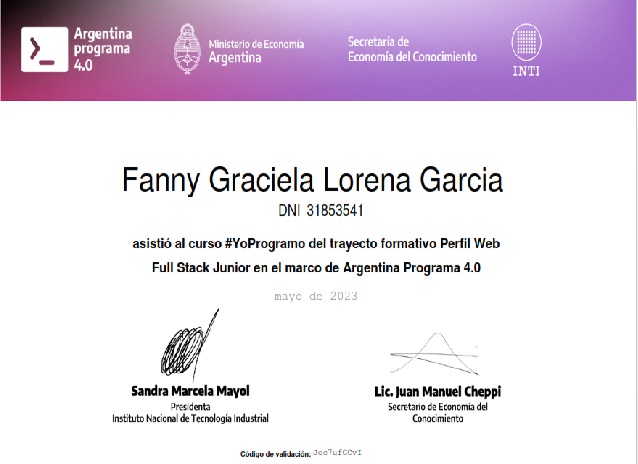 Argentina
programa
4.0
Ministerio de Economía
Argentina
Secretaría de
Economía del Conocimiento
INTI
Fanny Graciela Lorena Garcia
DNI 31853541
asistió al curso #YoProgramo del trayecto formativo Perfil Web
Full Stack Junior en el marco de Argentina Programa 4.0
mayo de 2023
Sandra Marcela Mayol
Presidenta
Instituto Nacional de Tecnología Industrial
Lic. Juan Manuel Cheppi
Secretario de Economía del
Conocimiento
Código de validación: